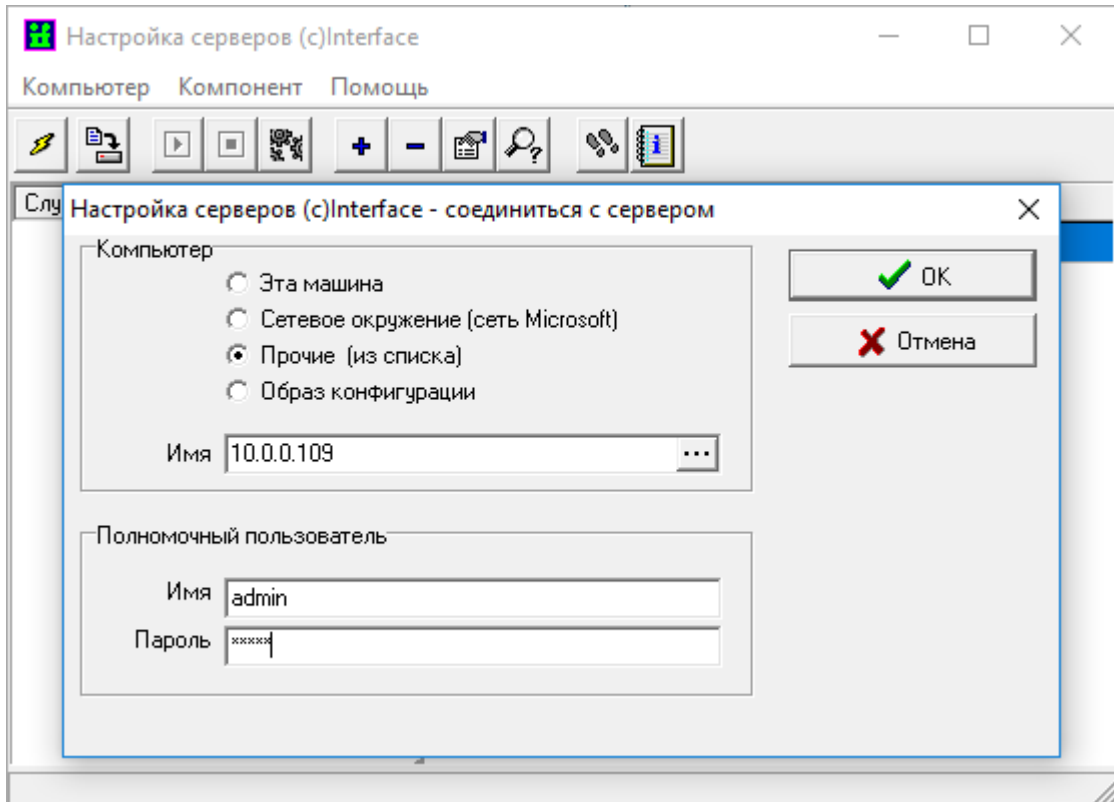 Настройка серверов (c)Interface
Компьютер Компонент Помощь
Слу
Настройка серверов (c)Interface - соединиться с сервером
Компьютер
Эта машина
Сетевое окружение (сеть Microsoft)
Прочие (из списка)
Образ конфигурации
Имя 10.0.0.109 ...
OK
Отмена
Полномочный пользователь
Имя admin
Пароль *****